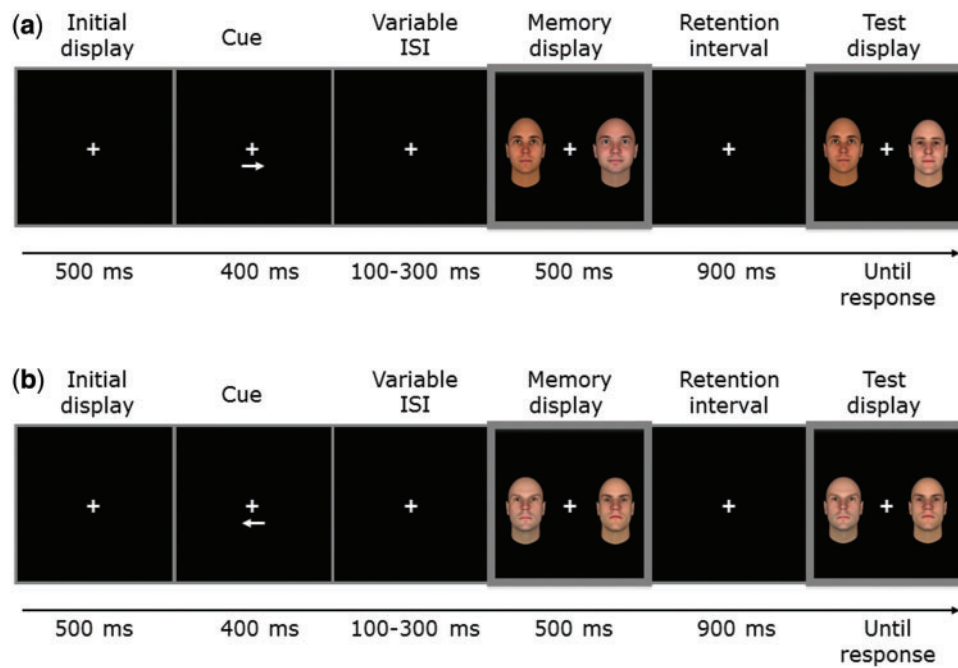 (a)
Initial display
Cue
Variable ISI
Memory display
Retention interval
Test display
500 ms
400 ms
100-300 ms
500 ms
900 ms
Until response
(b)
Initial display
Cue
Variable ISI
Memory display
Retention interval
Test display
500 ms
400 ms
100-300 ms
500 ms
900 ms
Until response